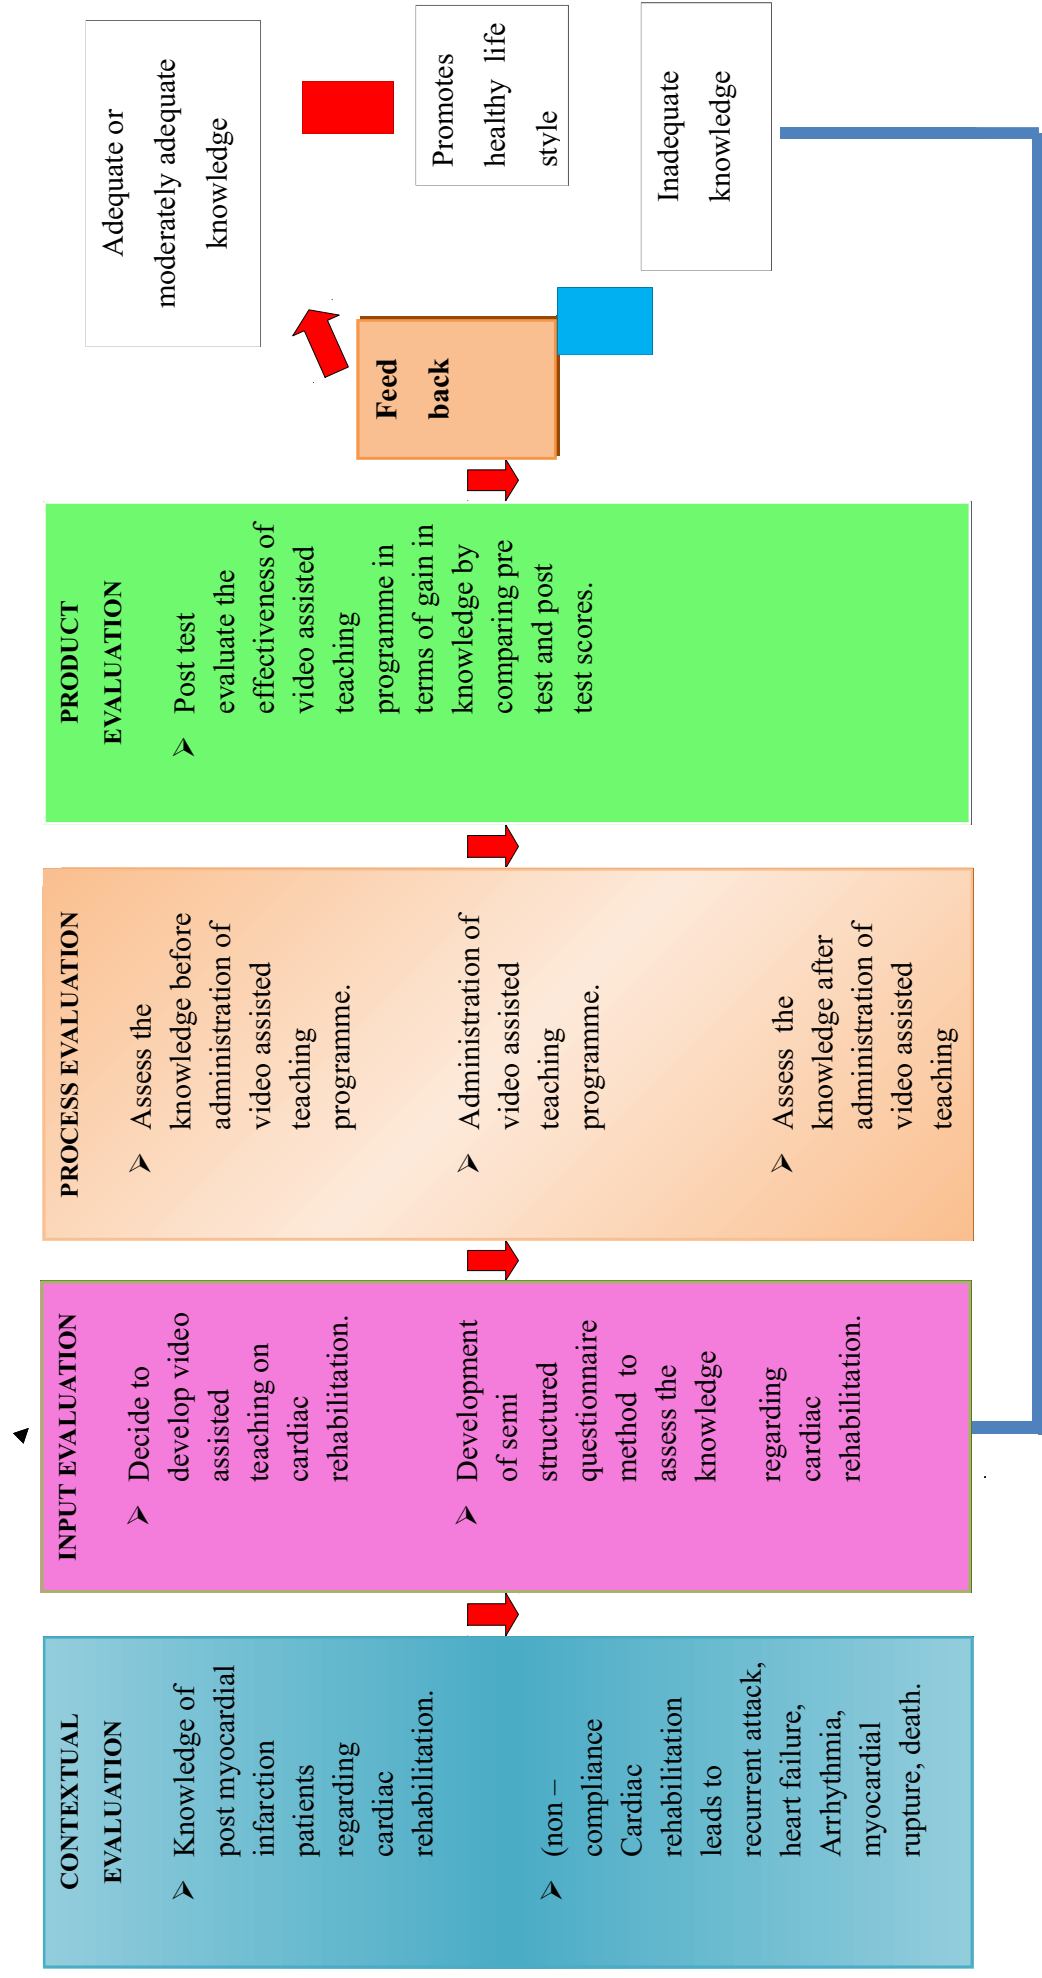 CONTEXTUAL
EVALUATION
➢ Knowledge of
post myocardial
infarction
patients
regarding
cardiac
rehabilitation.
➢ (non –
compliance
Cardiac
rehabilitation
leads to
recurrent attack,
heart failure,
Arrhythmia,
myocardial
rupture, death.
INPUT EVALUATION
➢ Decide to
develop video
assisted
teaching on
cardiac
rehabilitation.
➢ Development
of semi
structured
questionnaire
method to
assess the
knowledge
regarding
cardiac
rehabilitation.
PROCESS EVALUATION
➢ Assess the
knowledge before
administration of
video assisted
teaching
programme.
➢ Administration of
video assisted
teaching
programme.
➢ Assess the
knowledge after
administration of
video assisted
teaching
PRODUCT
EVALUATION
➢ Post test
evaluate the
effectiveness of
video assisted
teaching
programme in
terms of gain in
knowledge by
comparing pre
test and post
test scores.
Feed
back
Adequate or
moderately adequate
knowledge
Promotes
healthy life
style
Inadequate
knowledge